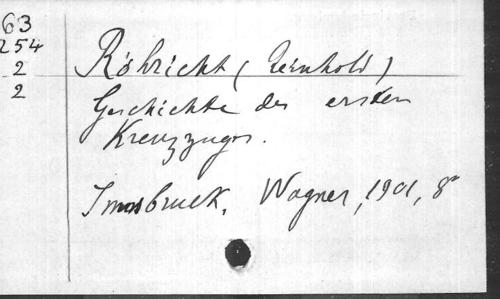 63
254
2
2
Röhricht (Reinhold)
Geschichte des ersten
Kreuzzuges.
Innsbruck, Wagner, 1901, 8°